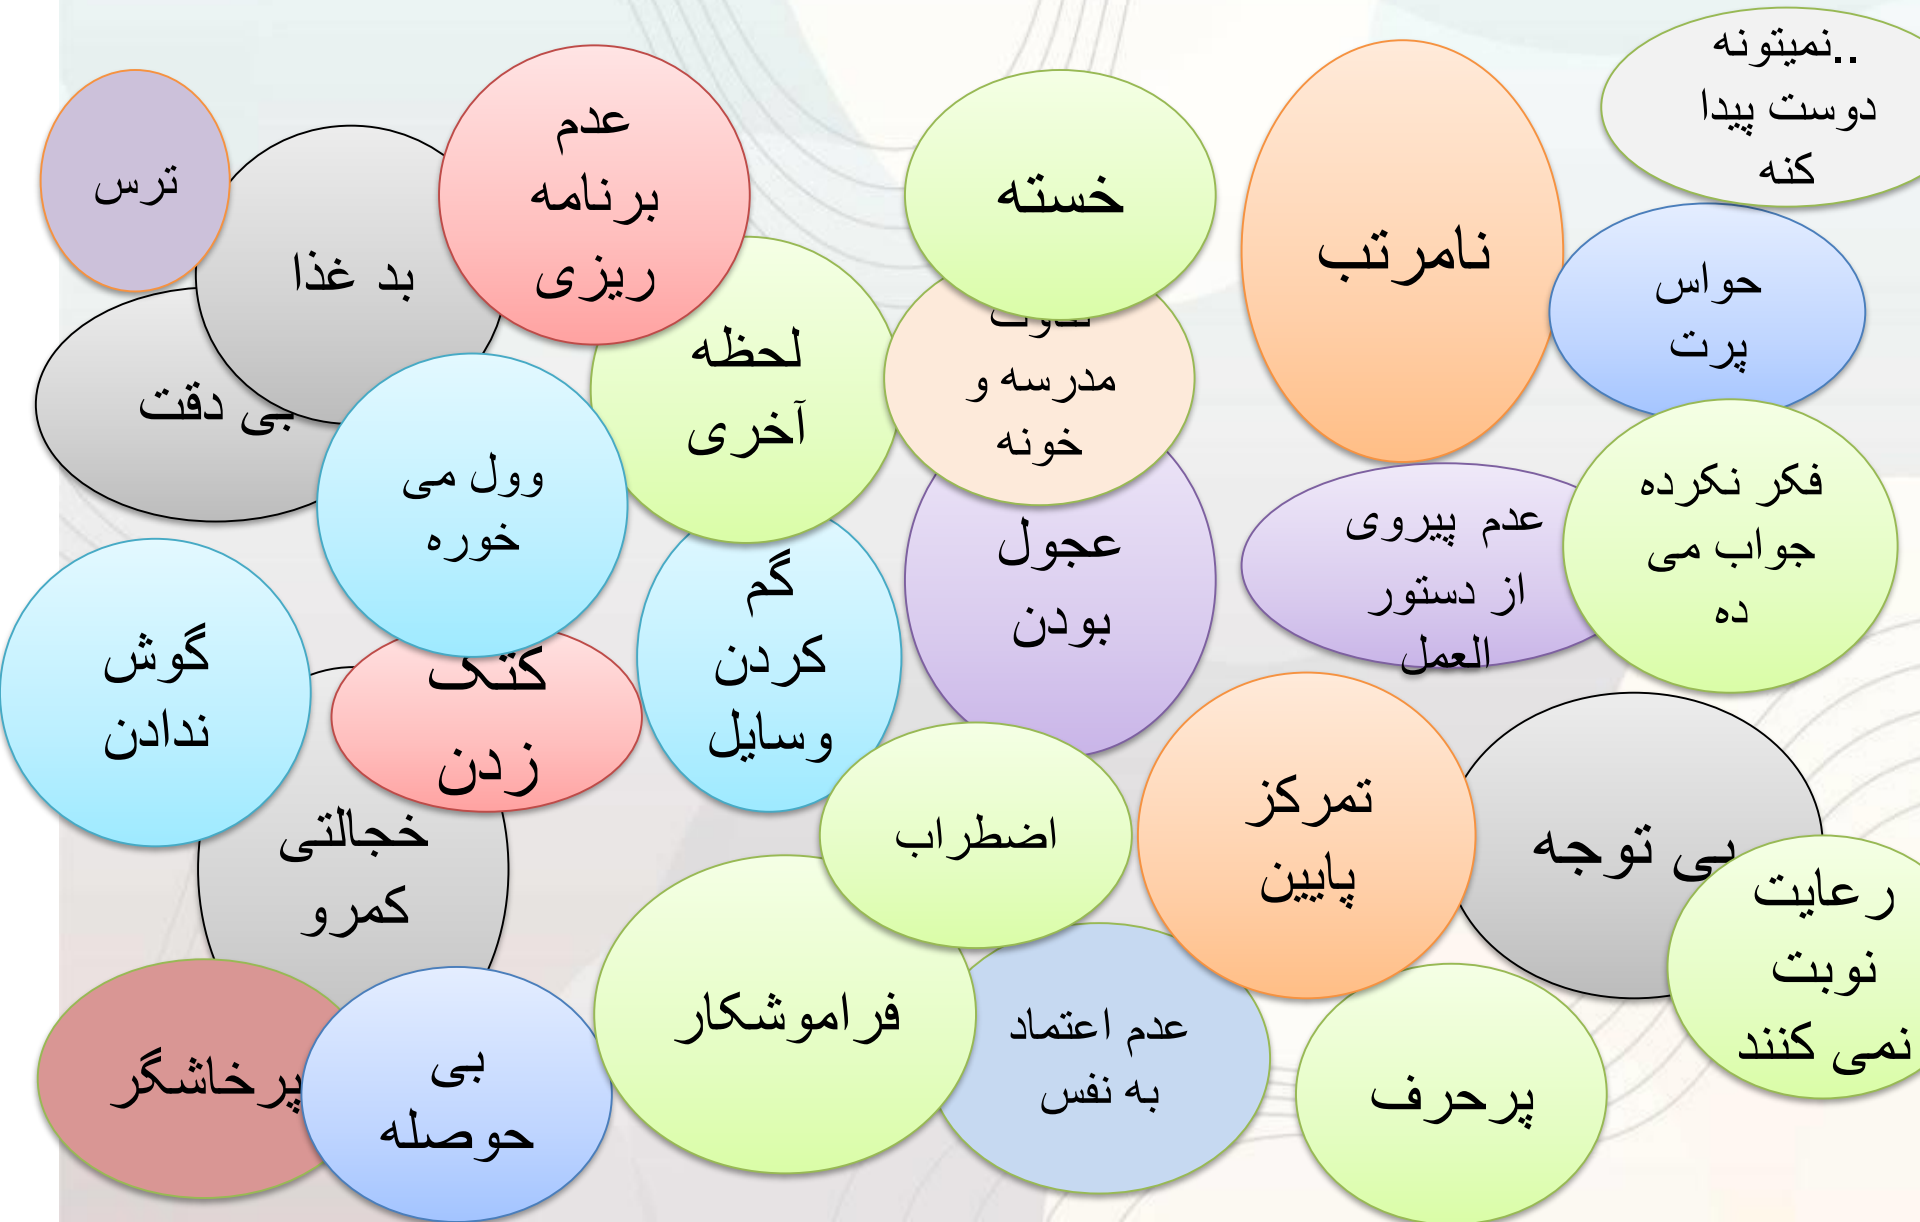 ..نمیتونه
دوست پیدا
کنه
نامرتب
خسته
عدم
برنامه
ریزی
ترس
بد غذا
حواس
پرت
لحظه
آخری
مدرسه و
خونه
بی دقت
وول می
خوره
فکر نکرده
جواب می
ده
عدم پیروی
از دستور
العمل
عجول
بودن
گم
کردن
وسایل
گوش
ندادن
کتک
زدن
خجالتی
کمرو
اضطراب
تمرکز
پایین
بی توجه
رعایت
نوبت
نمی کنند
فراموشکار
عدم اعتماد
به نفس
پرحرف
بی
حوصله
پرخاشگر